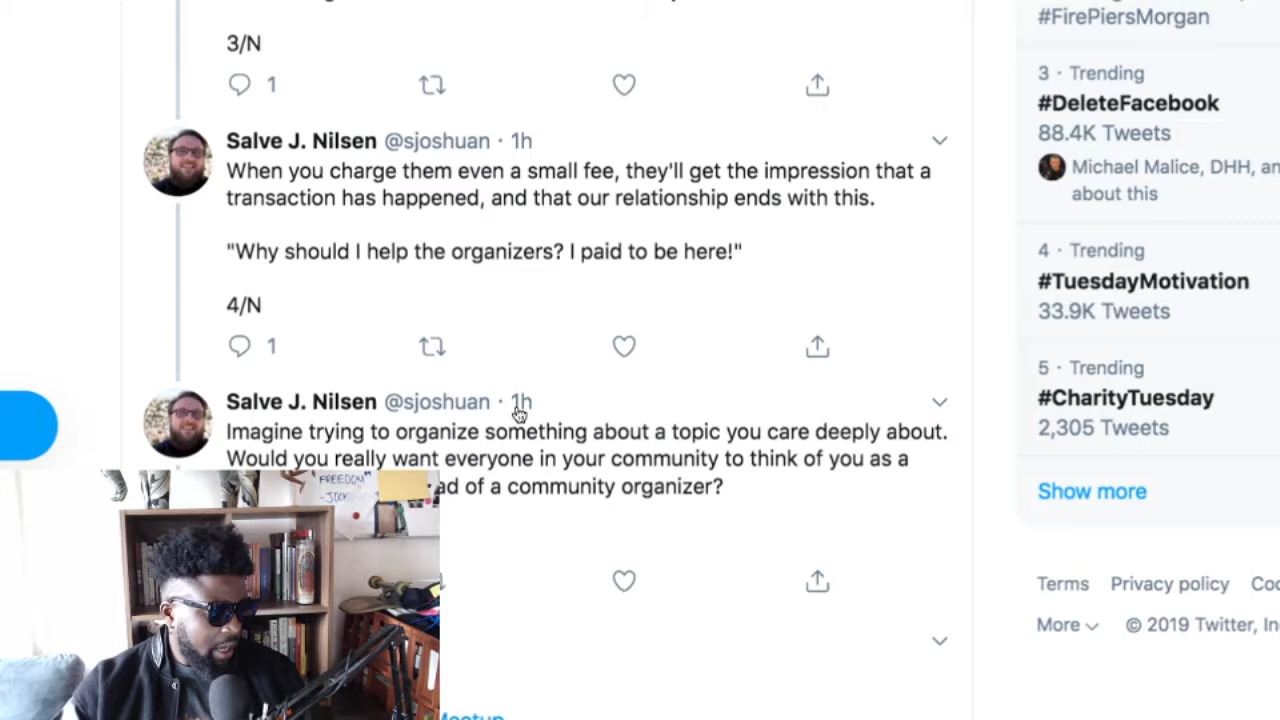 3/N
1
Salve J. Nilsen @sjoshuan · 1h
When you charge them even a small fee, they'll get the impression that a
transaction has happened, and that our relationship ends with this.
"Why should I help the organizers? I paid to be here!"
4/N
1
Salve J. Nilsen @sjoshuan · 1h
Imagine trying to organize something about a topic you care deeply about.
Would you really want everyone in your community to think of you as a
of a community organizer?
Meetup
#FirePiersMorgan
3 · Trending
#DeleteFacebook
88.4K Tweets
Michael Malice, DHH, an
about this
4 · Trending
#TuesdayMotivation
33.9K Tweets
5 · Trending
#CharityTuesday
2,305 Tweets
Show more
Terms Privacy policy Coo
More © 2019 Twitter, In
FREEDOM"